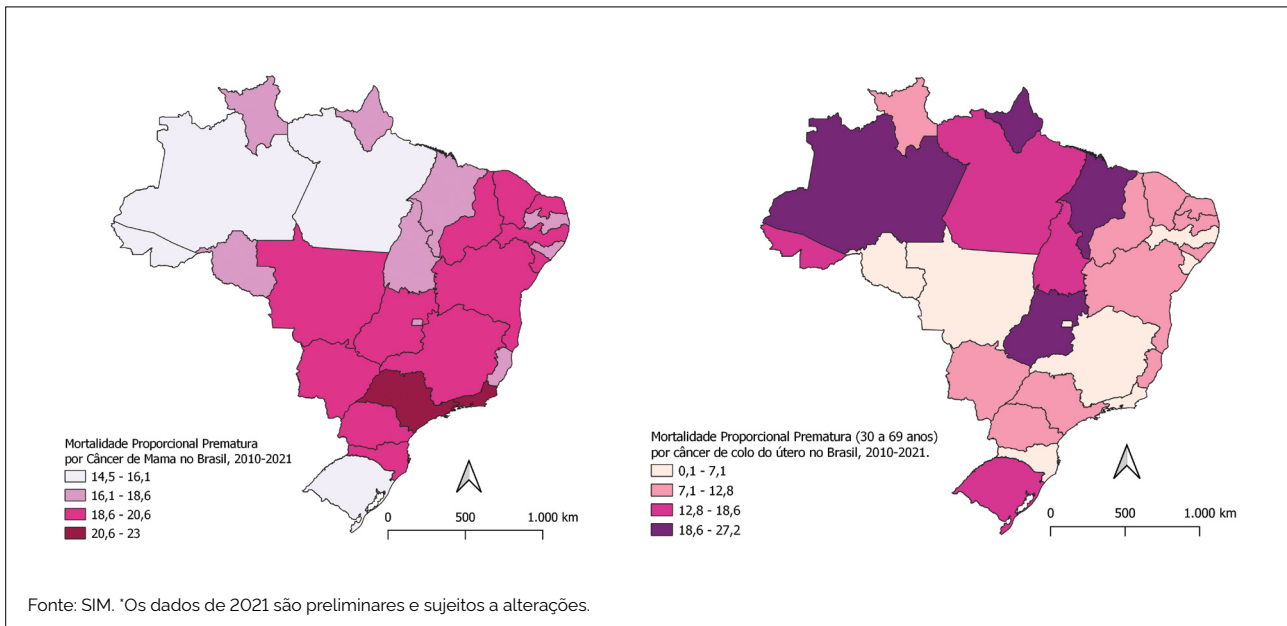 Mortalidade Proporcional Prematura
por Câncer de Mama no Brasil, 2010-2021
14,5 - 16,1
16,1 - 18,6
18,6 - 20,6
20,6 - 23
0 500 1.000 km
Mortalidade Proporcional Prematura (30 a 69 anos)
por câncer de colo do útero no Brasil, 2010-2021.
0,1 - 7,1
7,1 - 12,8
12,8 - 18,6
18,6 - 27,2
0 500 1.000 km
Fonte: SIM. *Os dados de 2021 são preliminares e sujeitos a alterações.